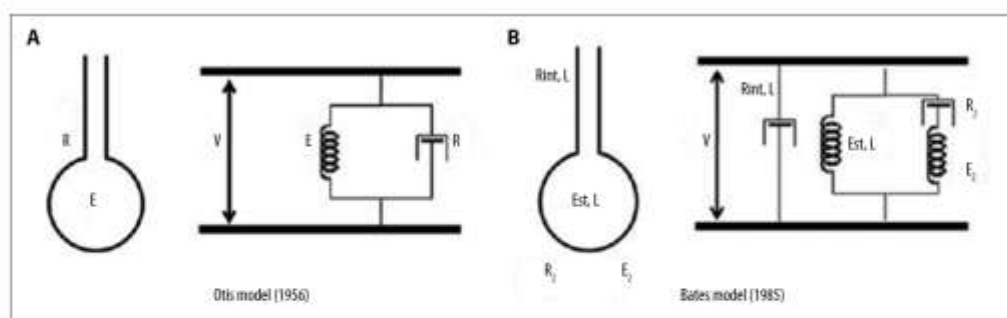 A
R
E
V
E
R
Otis model (1956)
B
Rint, L
Est, L
R2
E2
V
Rint, L
Est, L
R2
E2
Bates model (1985)